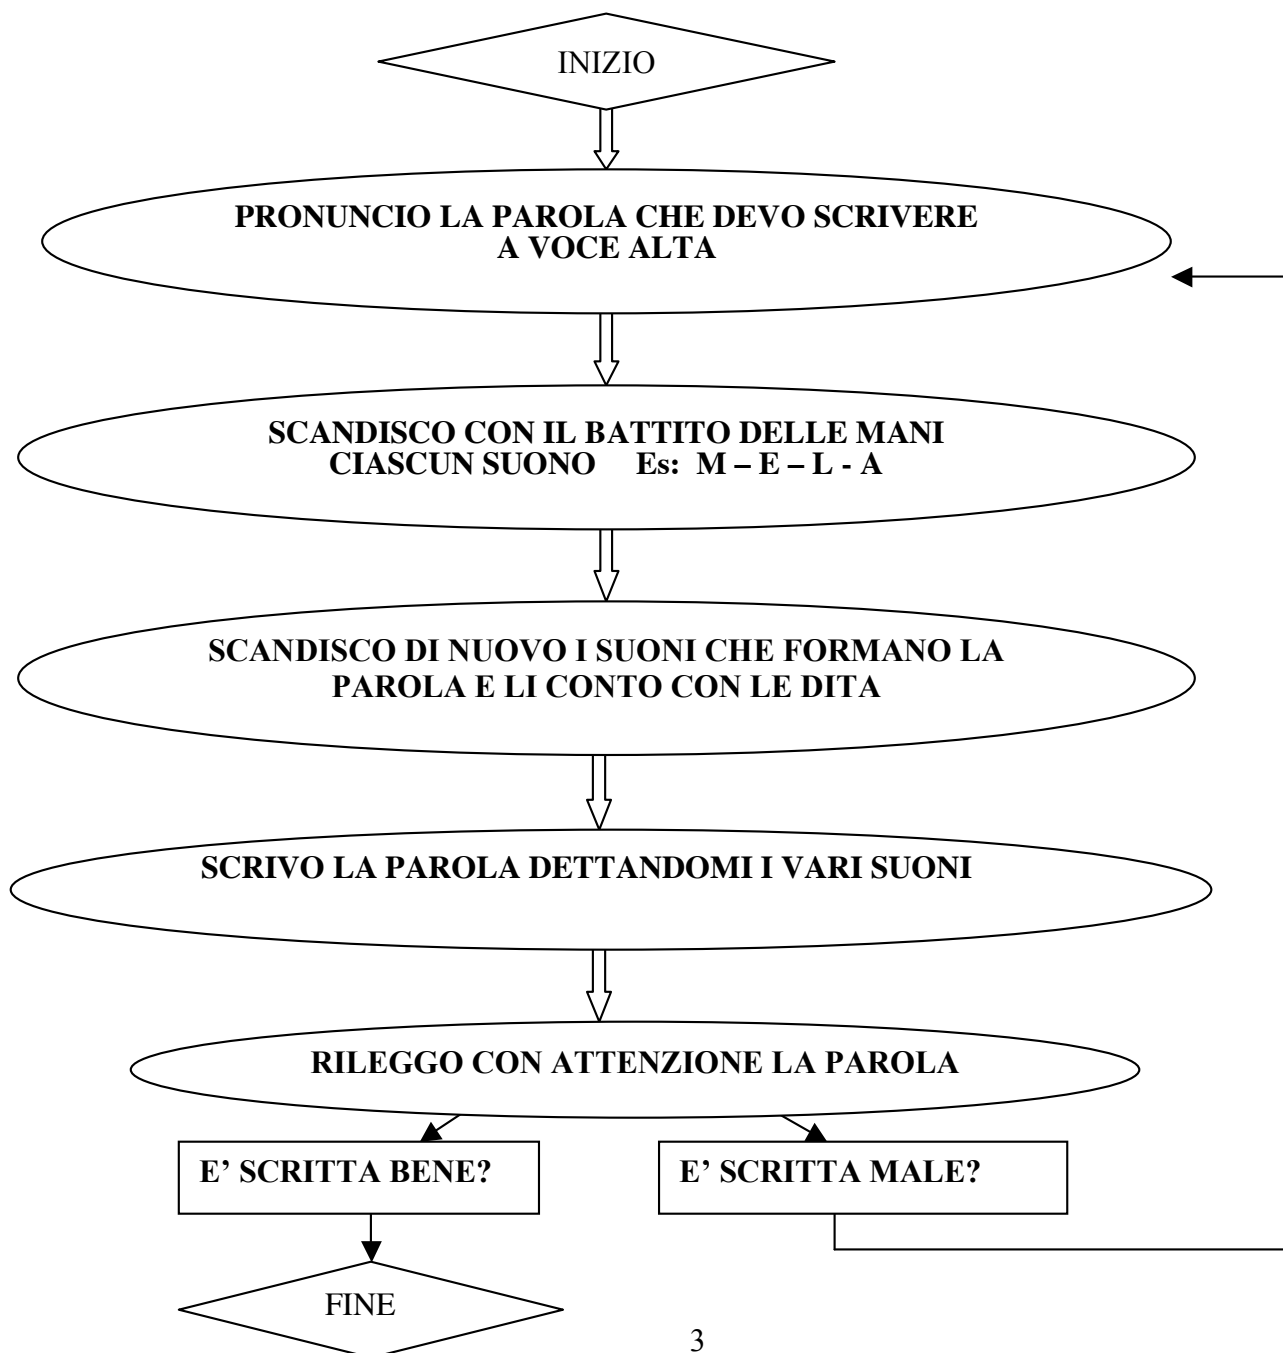 INIZIO
PRONUNCIO LA PAROLA CHE DEVO SCRIVERE
A VOCE ALTA
SCANDISCO CON IL BATTITO DELLE MANI
CIASCUN SUONO Es: M – E – L - A
SCANDISCO DI NUOVO I SUONI CHE FORMANO LA
PAROLA E LI CONTO CON LE DITA
SCRIVO LA PAROLA DETTANDOMI I VARI SUONI
RILEGGO CON ATTENZIONE LA PAROLA
E’ SCRITTA BENE?
E’ SCRITTA MALE?
FINE
3